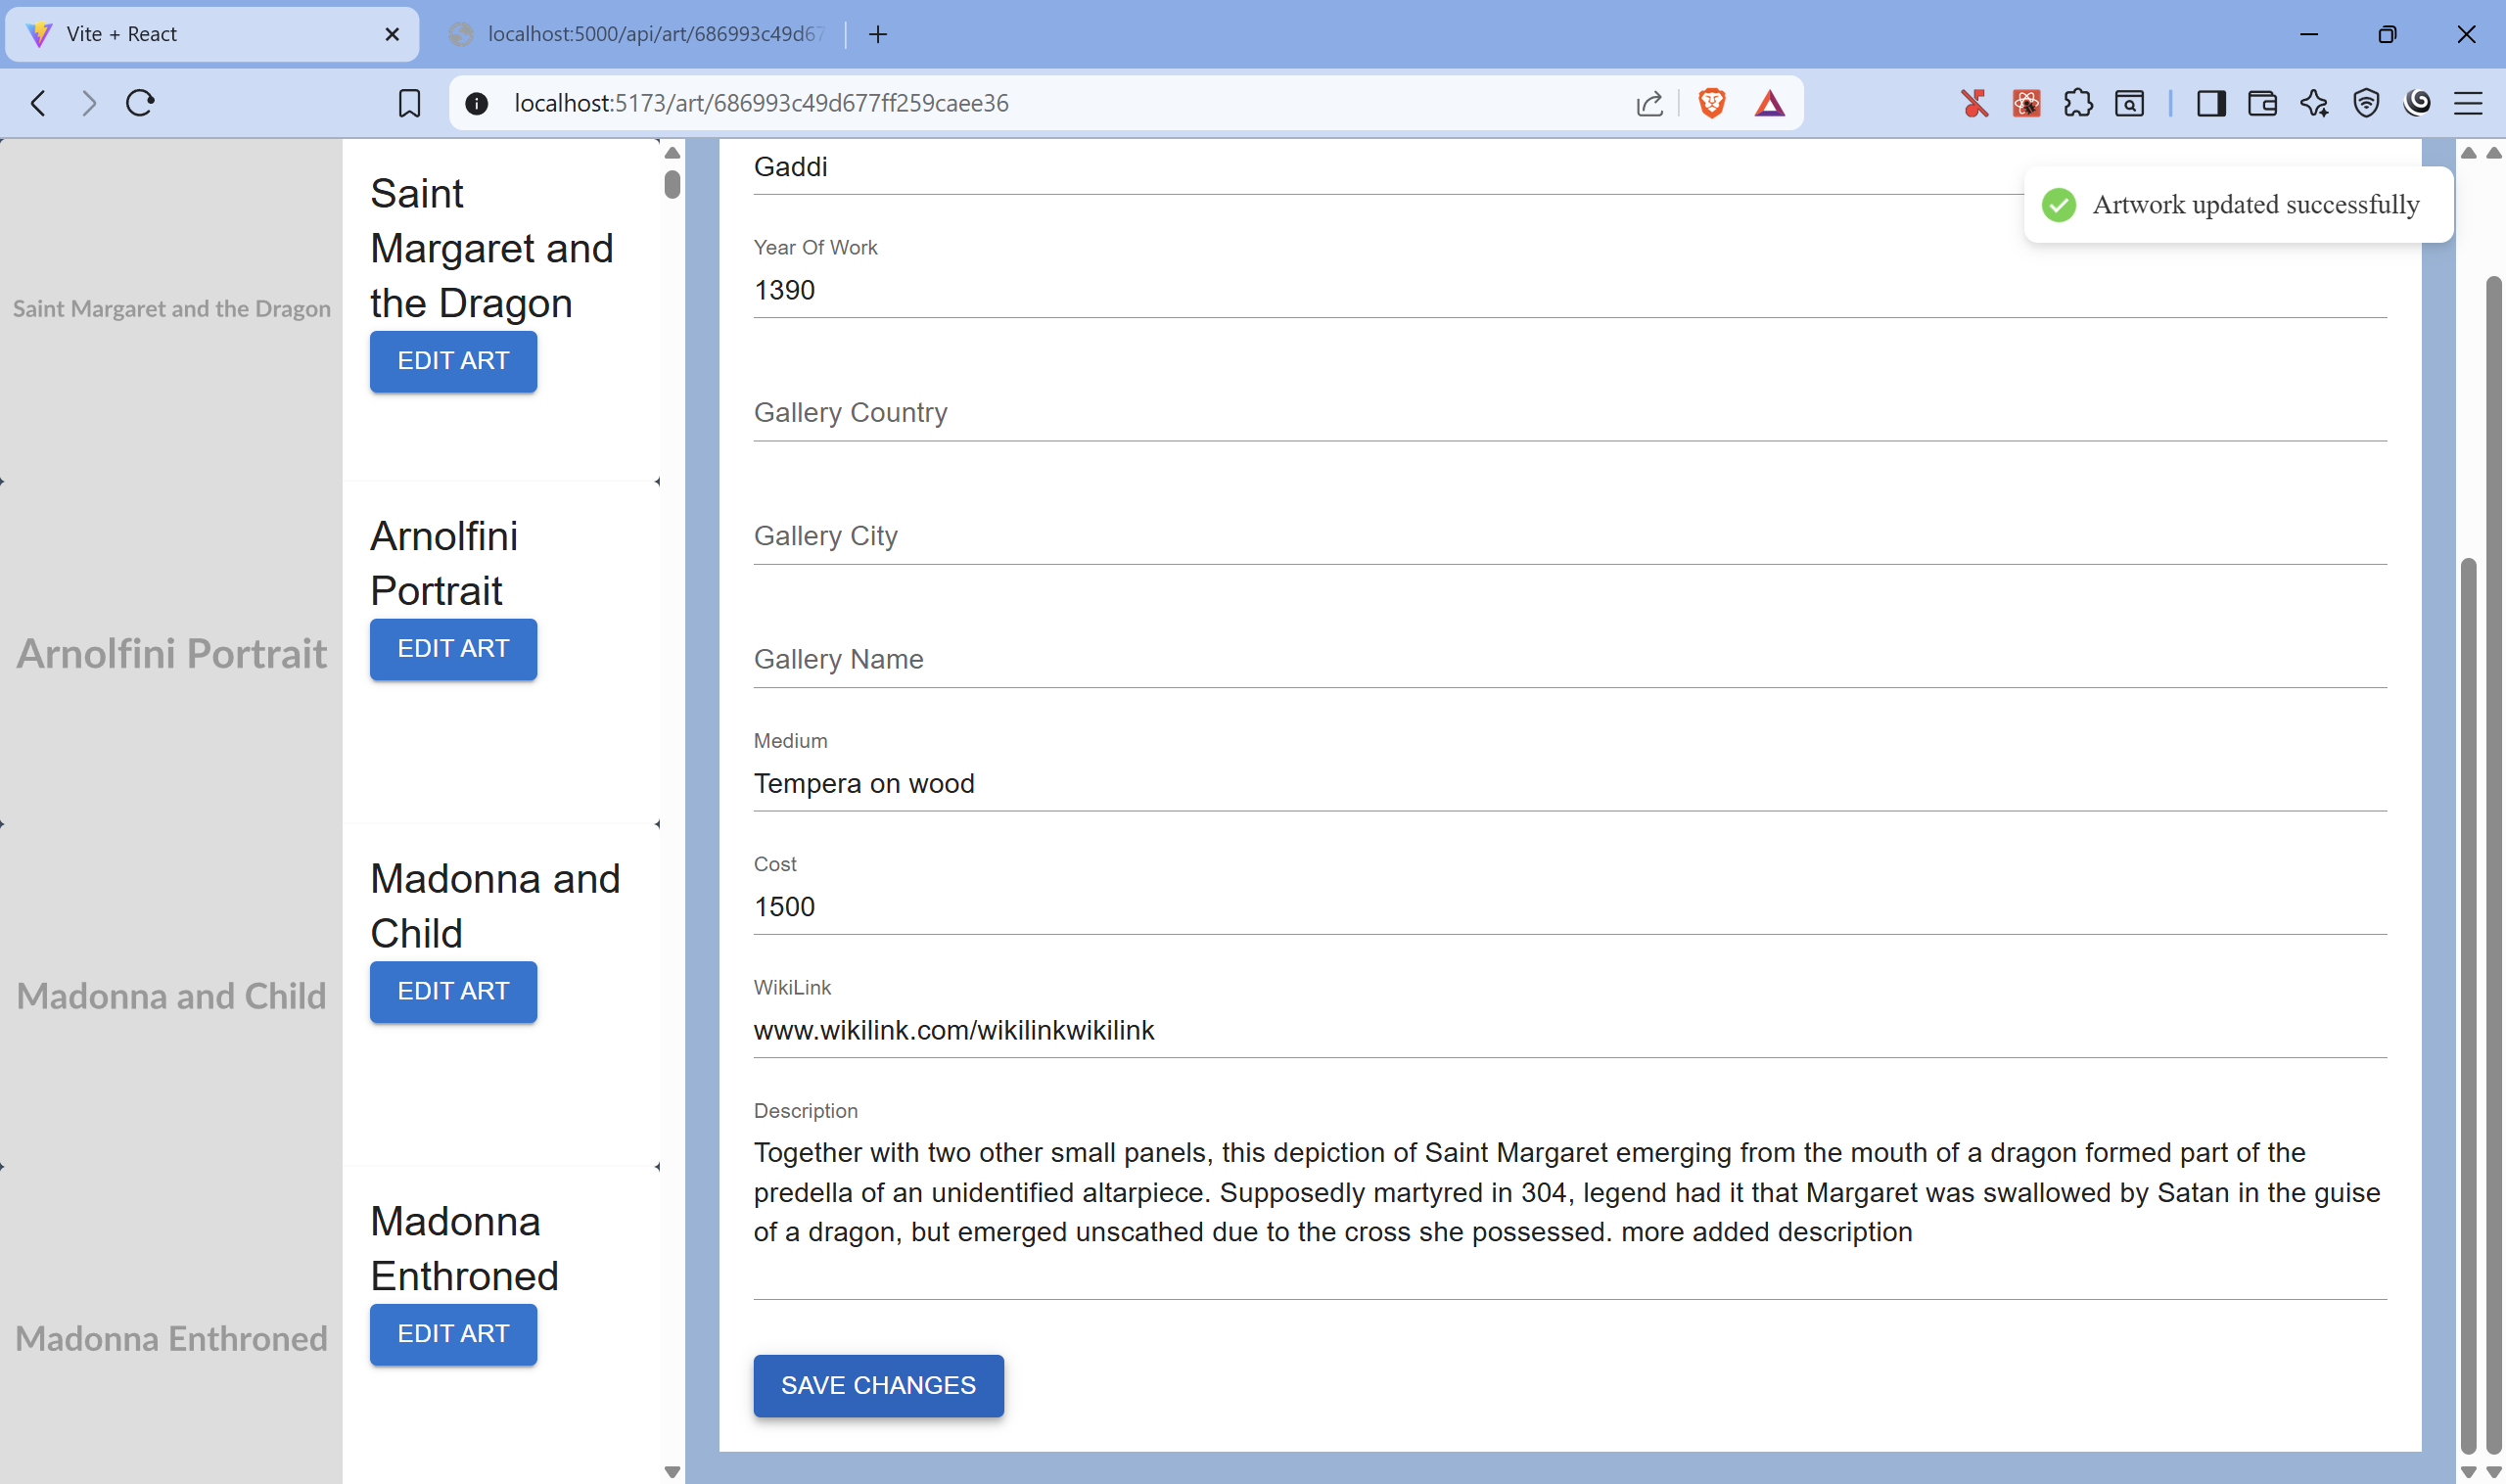 Vite + React
localhost:5000/api/art/686993c49d67
localhost:5173/art/686993c49d677ff259caee36
Saint Margaret and the Dragon
Saint
Margaret and
the Dragon
EDIT ART
Arnolfini Portrait
Arnolfini
Portrait
EDIT ART
Madonna and Child
Madonna and
Child
EDIT ART
Madonna Enthroned
Madonna
Enthroned
EDIT ART
Gaddi
Artwork updated successfully
Year Of Work
1390
Gallery Country
Gallery City
Gallery Name
Medium
Tempera on wood
Cost
1500
WikiLink
www.wikilink.com/wikilinkwikilink
Description
Together with two other small panels, this depiction of Saint Margaret emerging from the mouth of a dragon formed part of the
predella of an unidentified altarpiece. Supposedly martyred in 304, legend had it that Margaret was swallowed by Satan in the guise
of a dragon, but emerged unscathed due to the cross she possessed. more added description
SAVE CHANGES